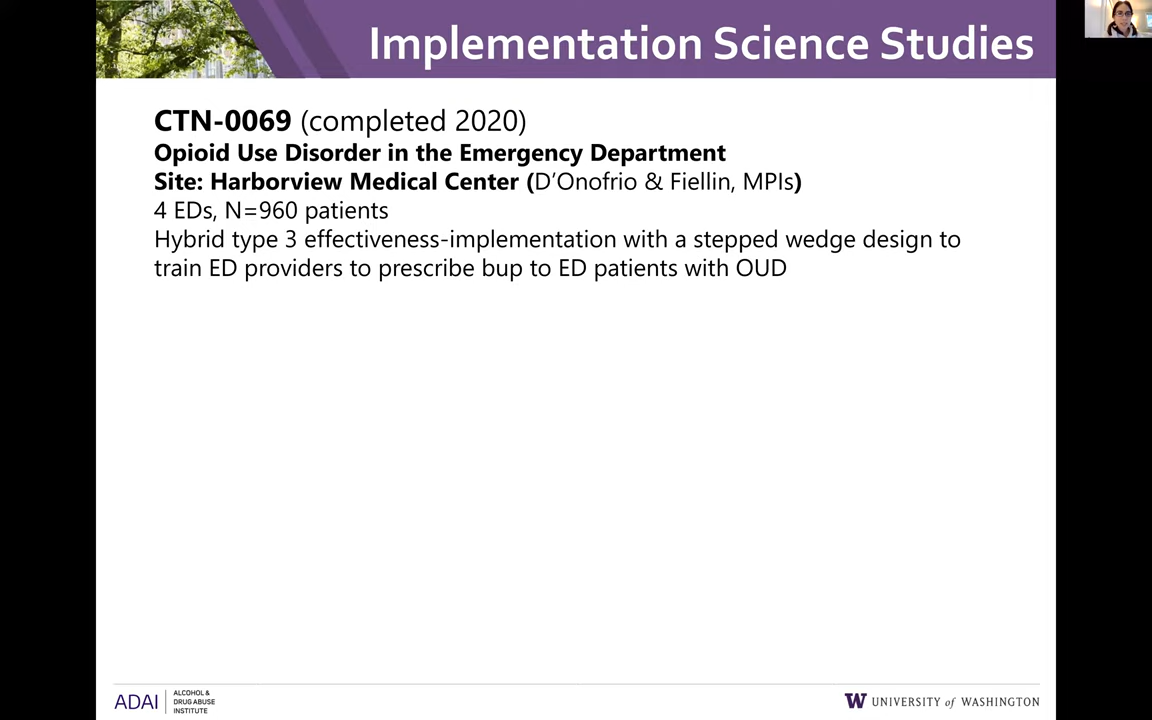 Implementation Science Studies
CTN-0069 (completed 2020)
Opioid Use Disorder in the Emergency Department
Site: Harborview Medical Center (D’Onofrio & Fiellin, MPIs)
4 EDs, N=960 patients
Hybrid type 3 effectiveness-implementation with a stepped wedge design to
train ED providers to prescribe bup to ED patients with OUD
ADAI
ALCOHOL &
DRUG ABUSE
INSTITUTE
W UNIVERSITY of WASHINGTON